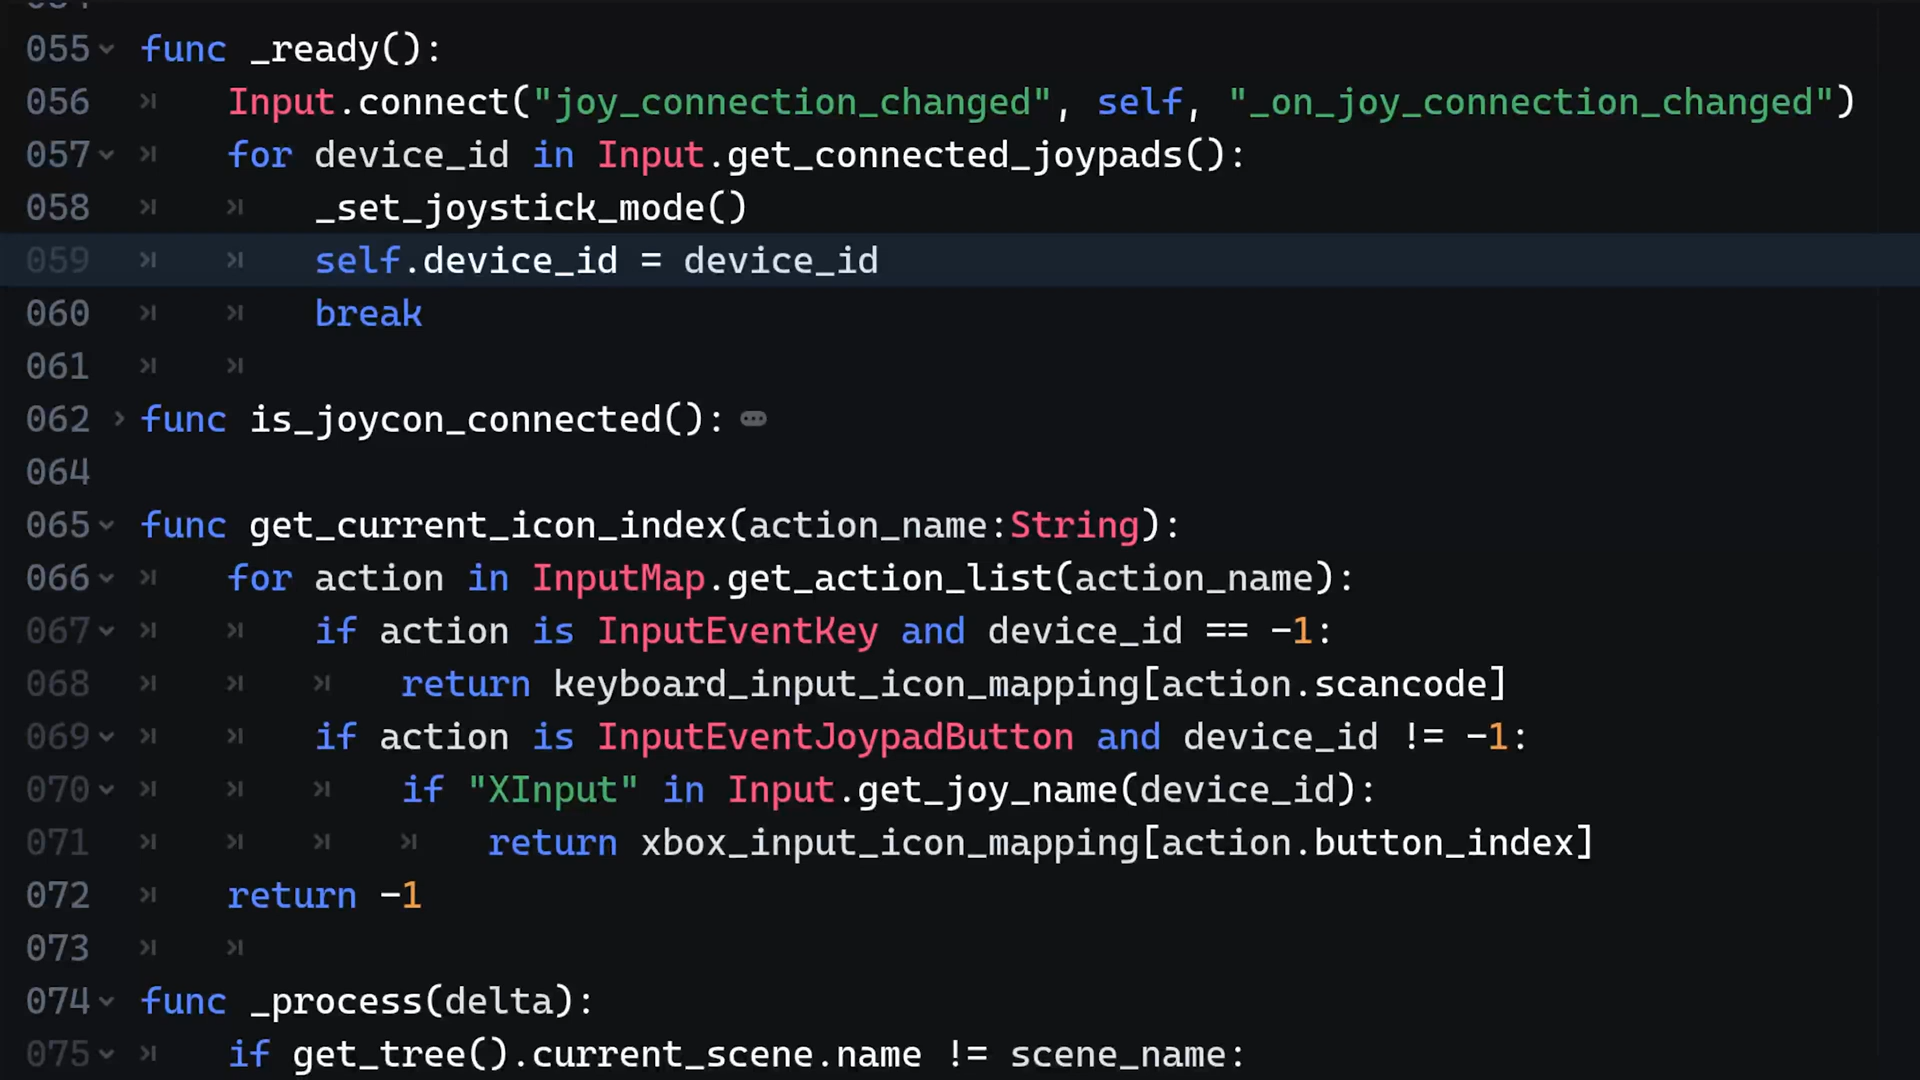 055 func _ready():
056 Input.connect("joy_connection_changed", self, "_on_joy_connection_changed")
057 for device_id in Input.get_connected_joypads():
058 _set_joystick_mode()
059 self.device_id = device_id
060 break
061
062 func is_joycon_connected():
064
065 func get_current_icon_index(action_name:String):
066 for action in InputMap.get_action_list(action_name):
067 if action is InputEventKey and device_id == -1:
068 return keyboard_input_icon_mapping[action.scancode]
069 if action is InputEventJoypadButton and device_id != -1:
070 if "XInput" in Input.get_joy_name(device_id):
071 return xbox_input_icon_mapping[action.button_index]
072 return -1
073
074 func _process(delta):
075 if get_tree().current_scene.name != scene_name: